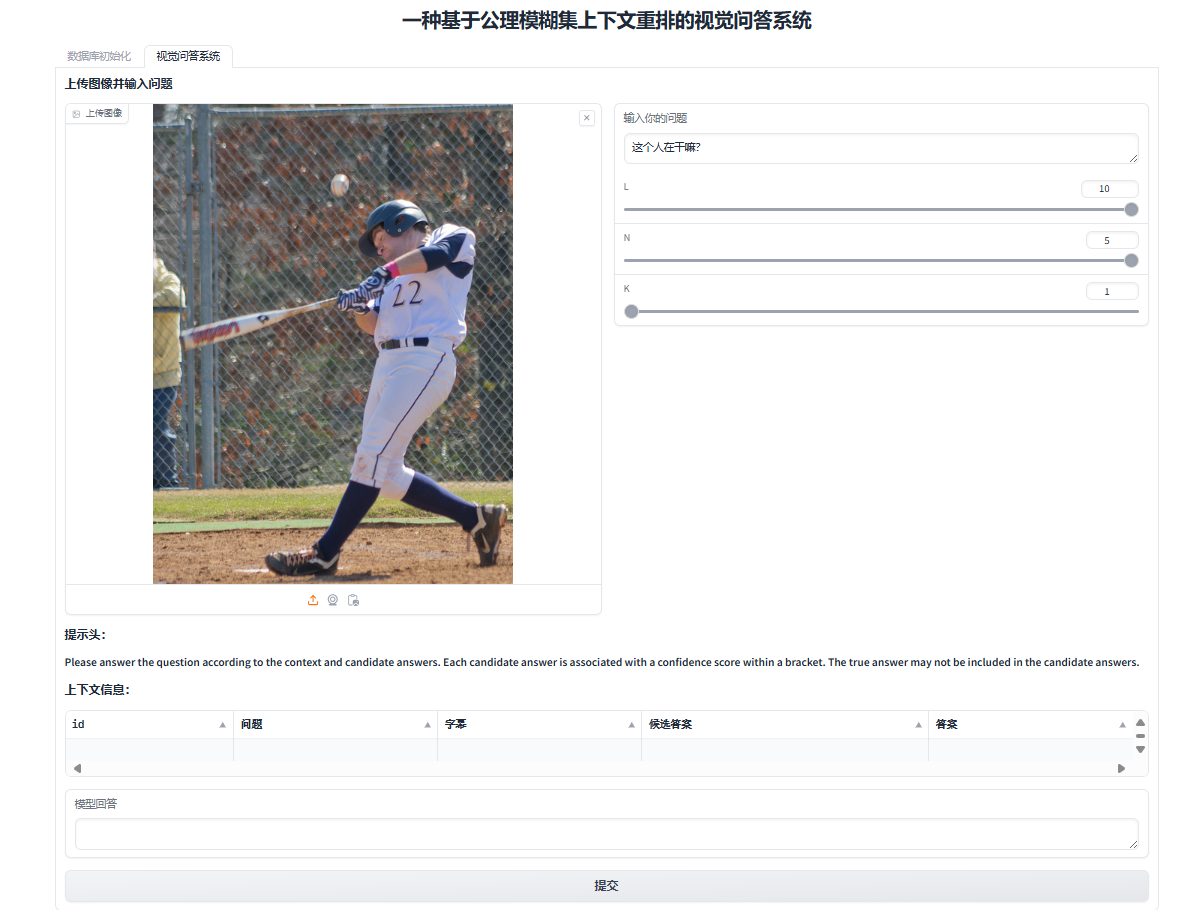 一种基于公理模糊集上下文重排的视觉问答系统
数据库初始化
视觉问答系统
上传图像并输入问题
上传图像
22
输入你的问题
这个人在干嘛?
L
10
N
5
K
1
提示头:
Please answer the question according to the context and candidate answers. Each candidate answer is associated with a confidence score within a bracket. The true answer may not be included in the candidate answers.
上下文信息:
id
问题
字幕
候选答案
答案
模型回答
提交